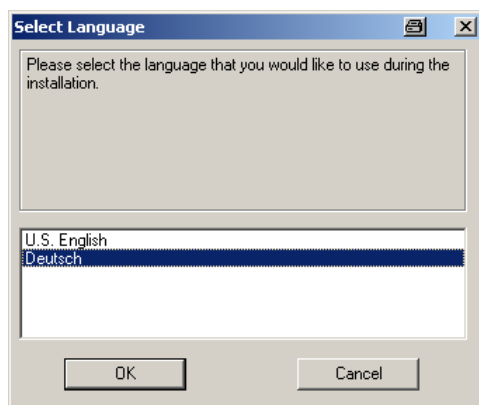 Select Language
Please select the language that you would like to use during the
installation.
U.S. English
Deutsch
OK
Cancel